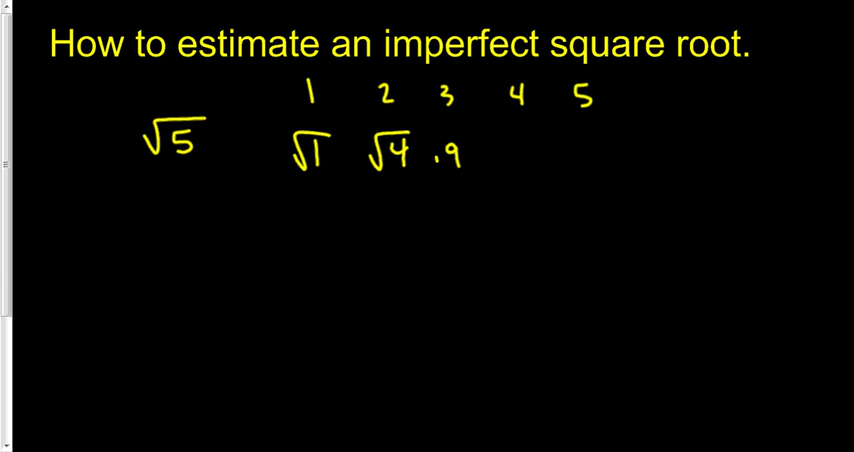 How to estimate an imperfect square root.
1 2 3 4 5
√5 √1 √4 .9